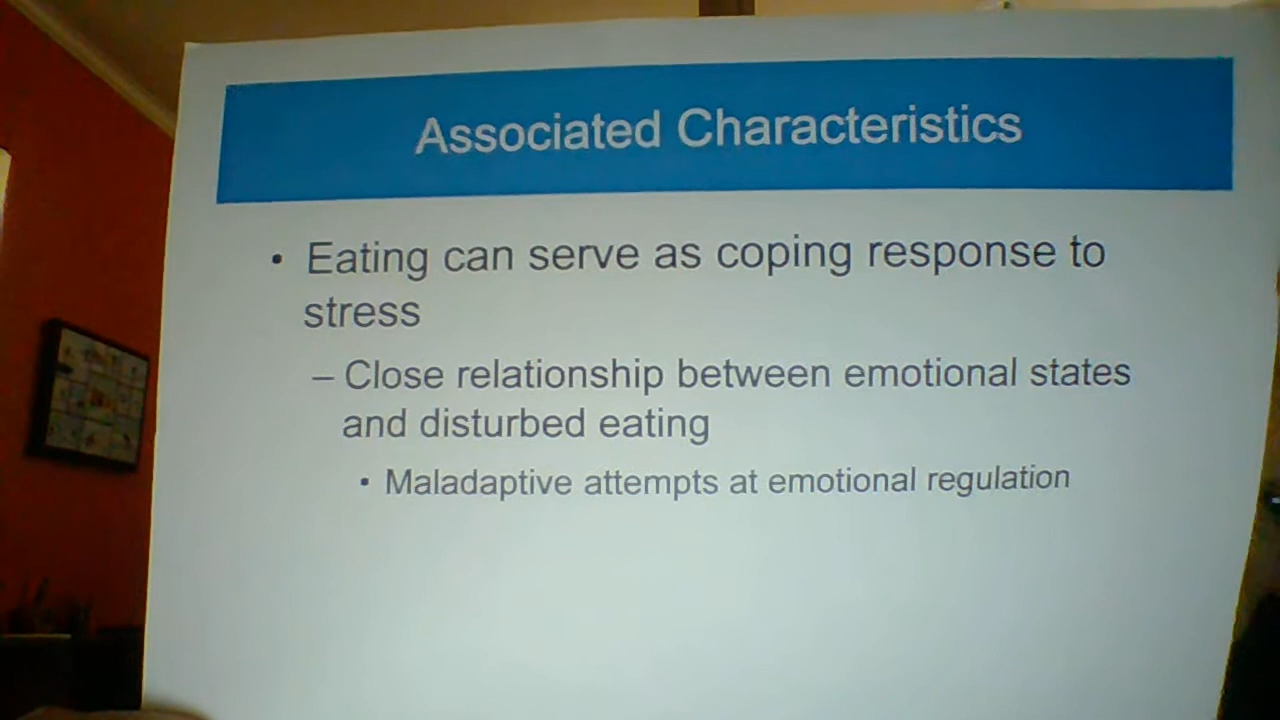 Associated Characteristics
• Eating can serve as coping response to
stress
– Close relationship between emotional states
and disturbed eating
• Maladaptive attempts at emotional regulation